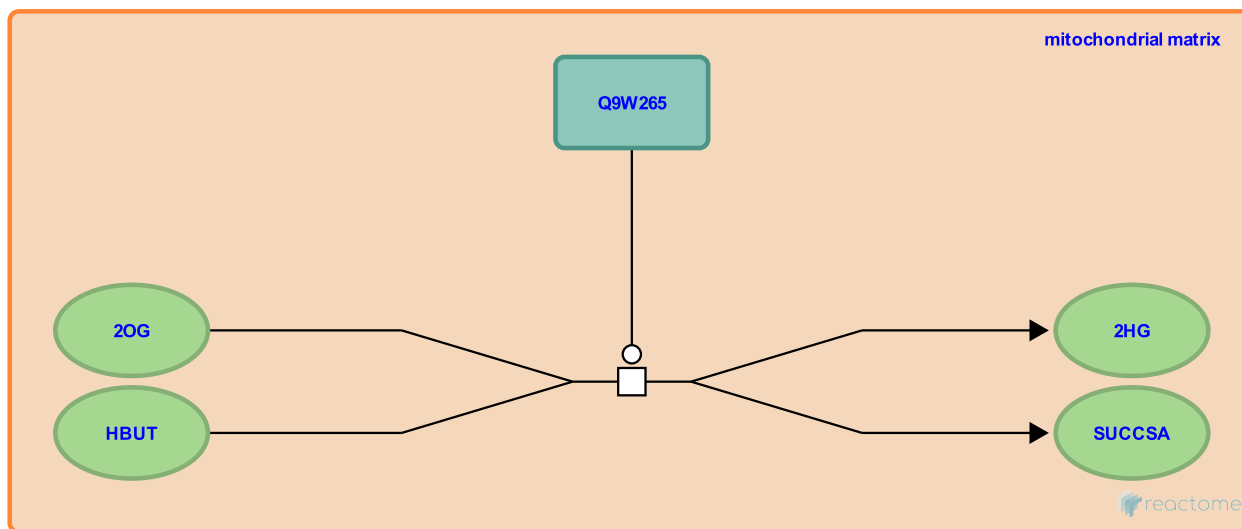 mitochondrial matrix
Q9W265
2OG
2HG
HBUT
SUCCSA
reactome